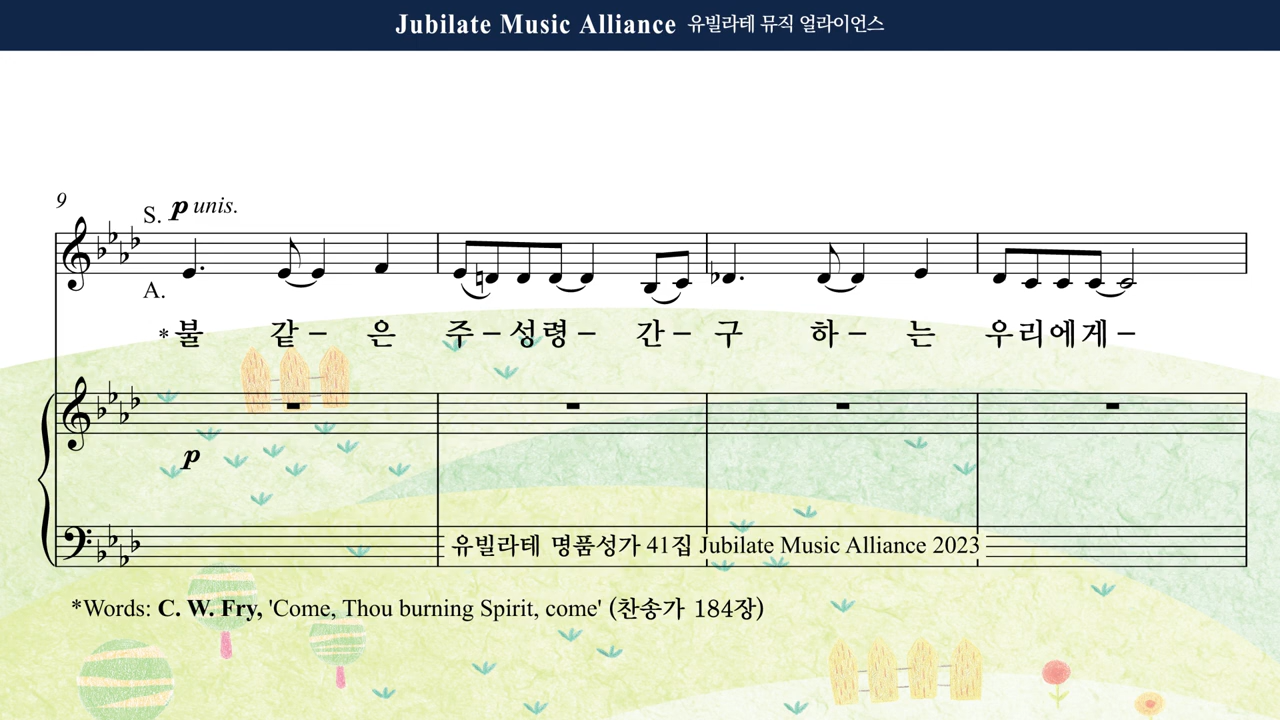 Jubilate Music Alliance 유빌라테 뮤직 얼라이언스
9
S. p unis.
A.
*불 같 – 은 주 – 성령 – 간 – 구 하 – 는 우리에게 –
p
유빌라테 명품성가 41집 Jubilate Music Alliance 2023
*Words: C. W. Fry, 'Come, Thou burning Spirit, come' (찬송가 184장)